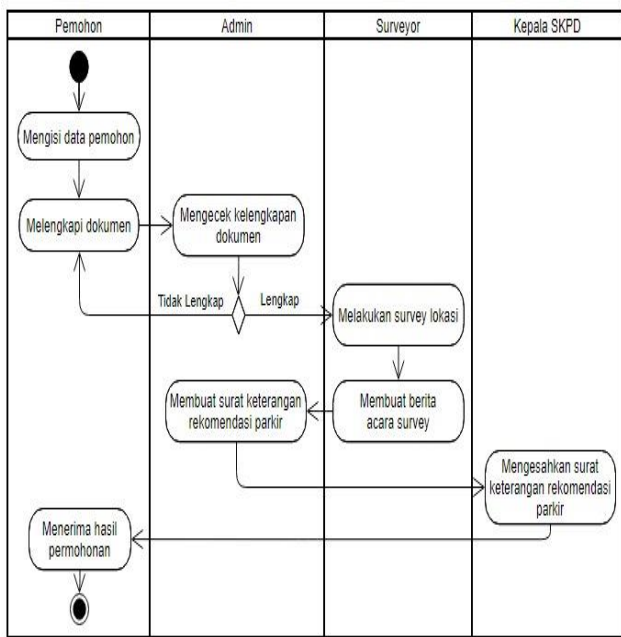 Pemohon
Admin
Surveyor
Kepala SKPD
Mengisi data pemohon
Melengkapi dokumen
Mengecek kelengkapan
dokumen
Tidak Lengkap
Lengkap
Melakukan survey lokasi
Membuat surat keterangan
rekomendasi parkir
Membuat berita
acara survey
Mengesahkan surat
keterangan rekomendasi
parkir
Menerima hasil
permohonan